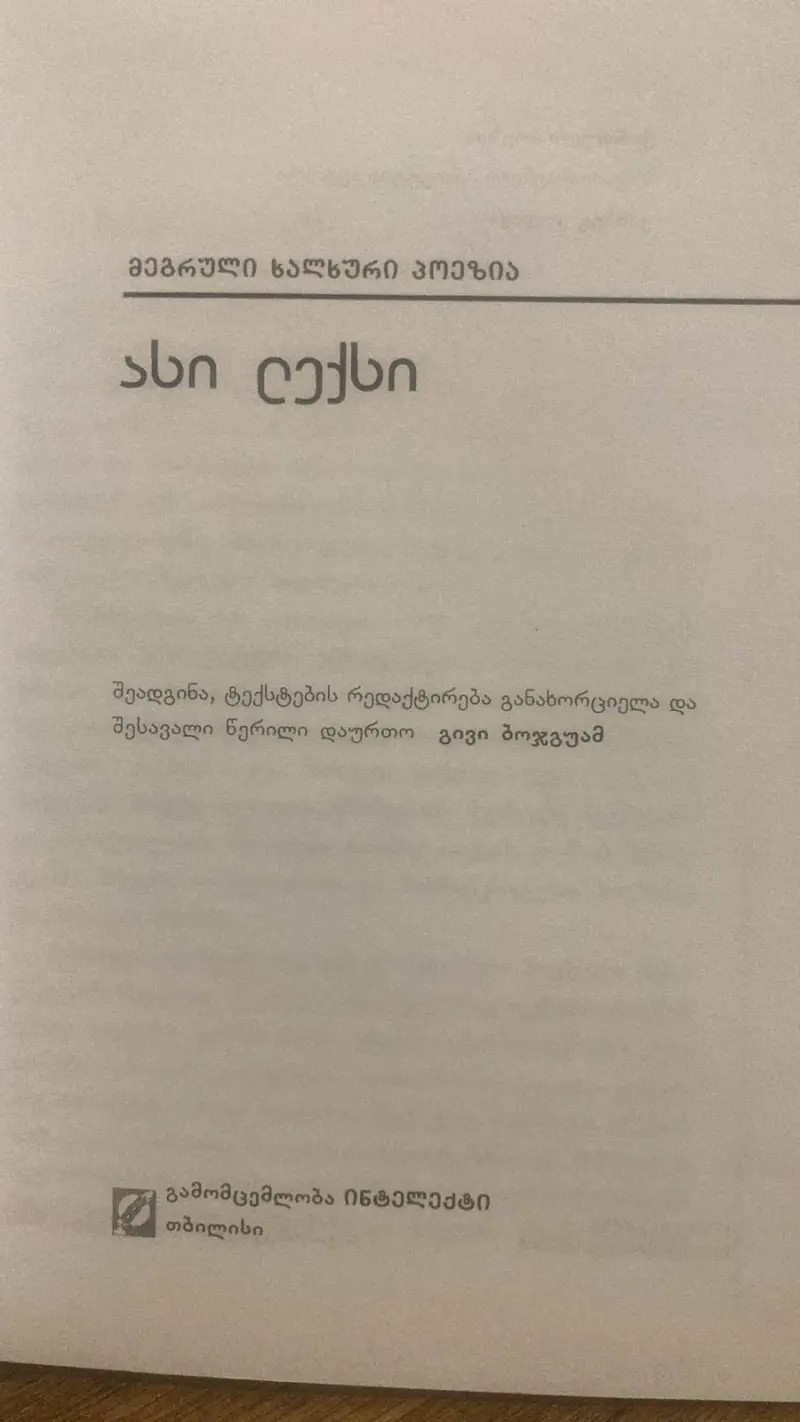 მეგრული ხალხური პოეზია
ასი ლექსი
შეადგინა, ტექსტების რედაქტირება განახორციელა და
შესავალი წერილი დაურთო გივი ბოჯგუამ
გამომცემლობა ინტელექტი
თბილისი